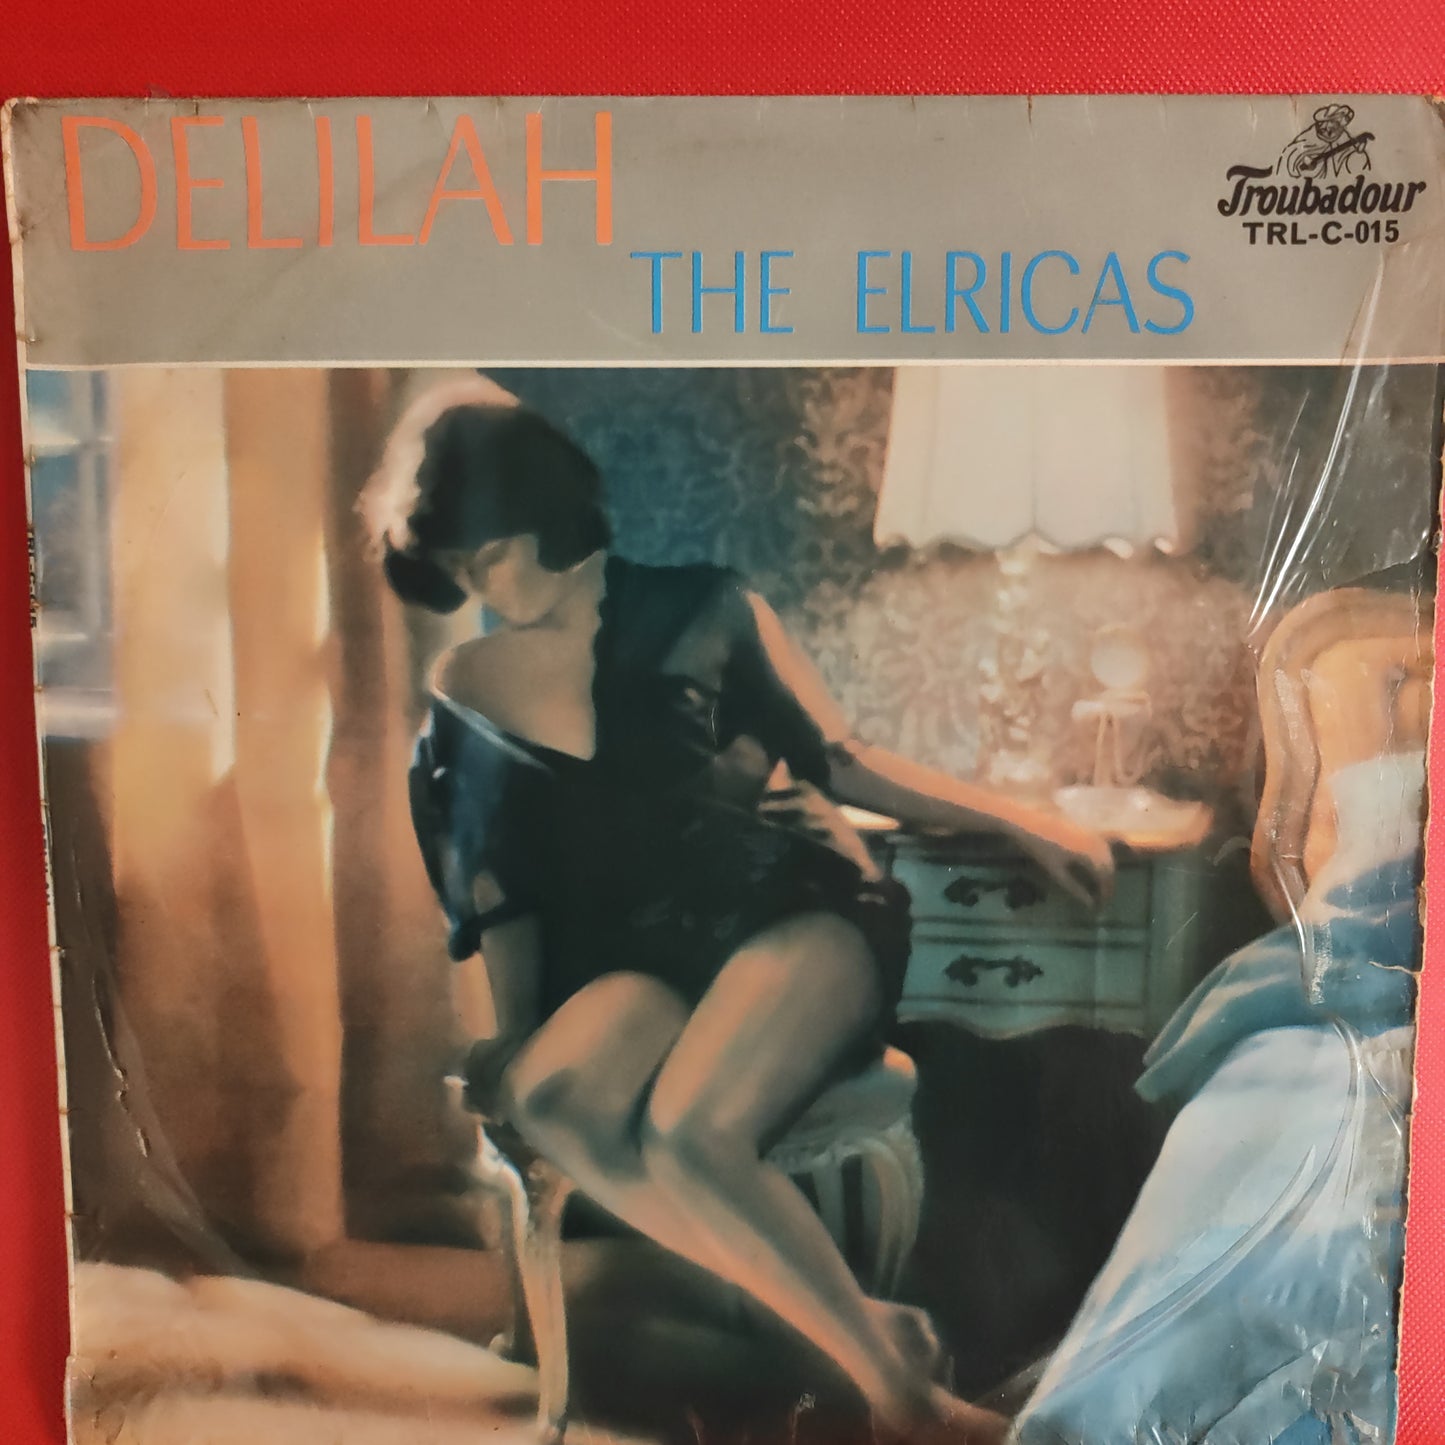 DELILAH
THE ELRICAS
Troubadour
TRL-C-015